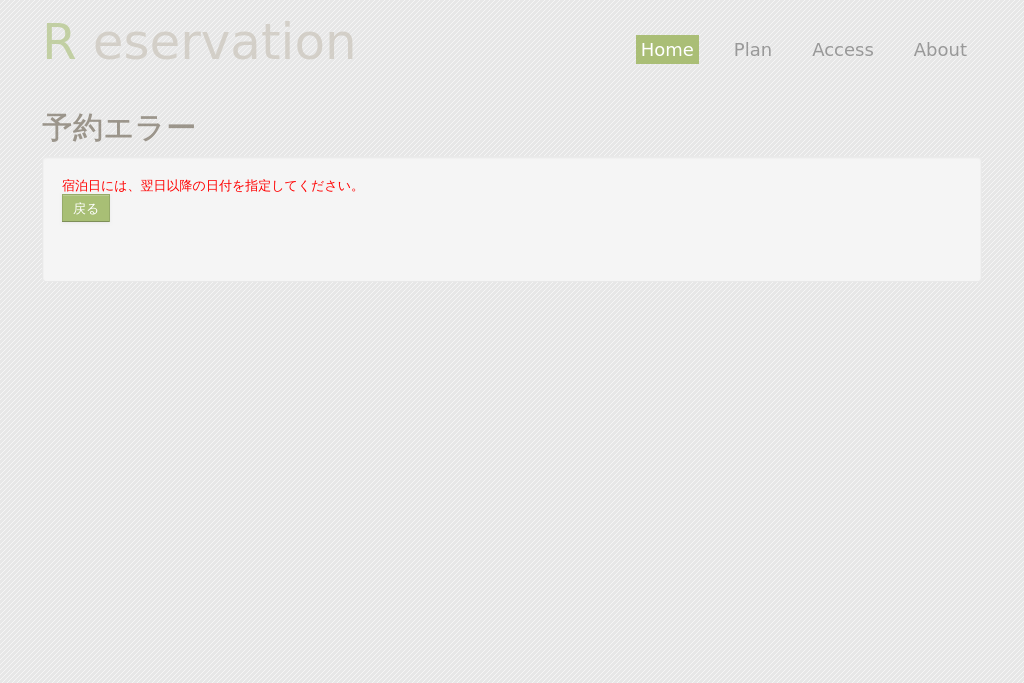 R eservation
Home Plan Access About
予約エラー
宿泊日には、翌日以降の日付を指定してください。
戻る